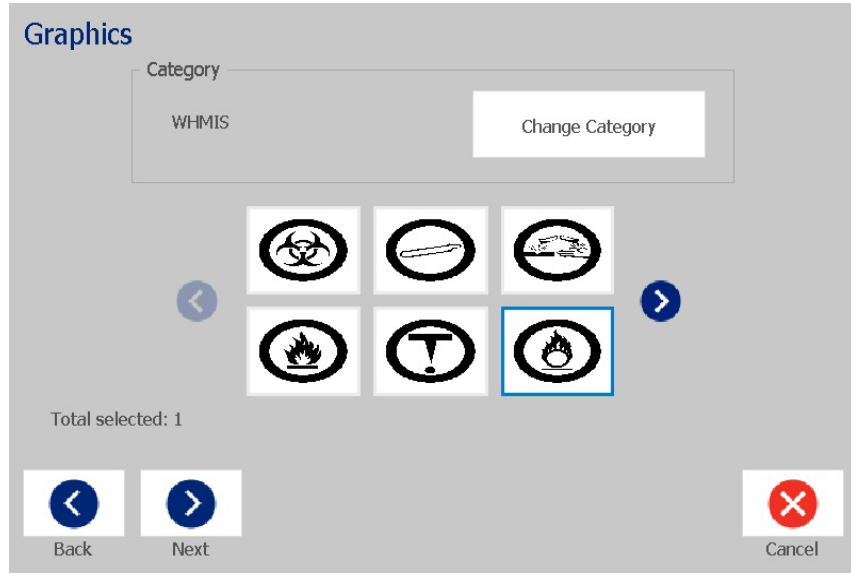 Graphics
Category
WHMIS
Change Category
Total selected: 1
Back
Next
Cancel